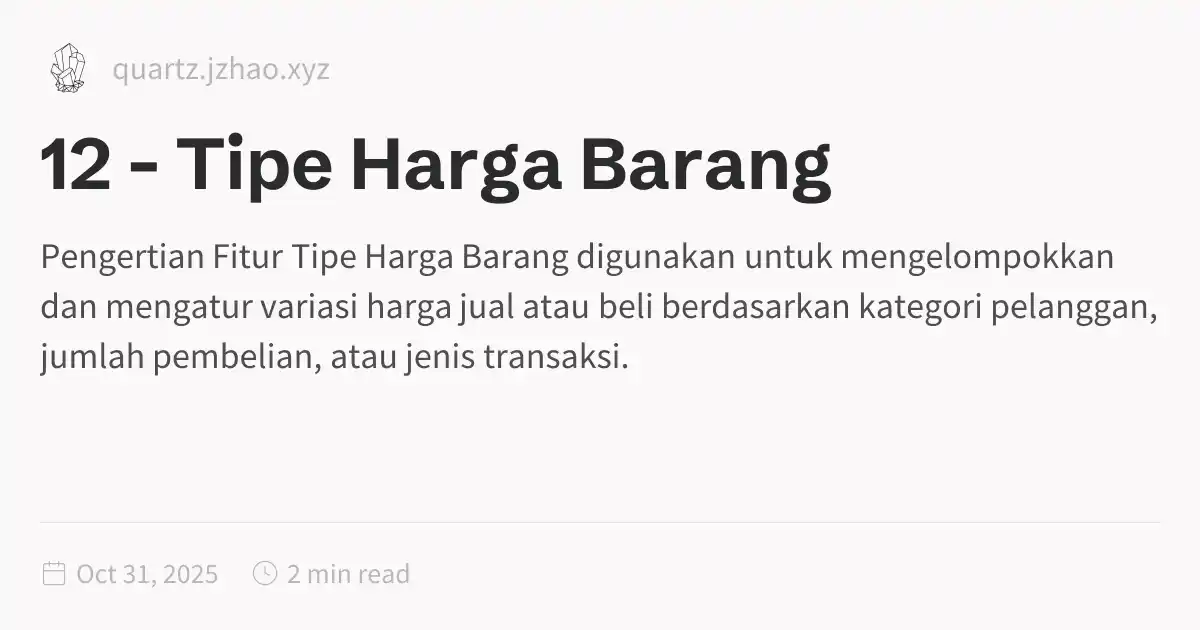 quartz.jzhao.xyz
12 - Tipe Harga Barang
Pengertian Fitur Tipe Harga Barang digunakan untuk mengelompokkan
dan mengatur variasi harga jual atau beli berdasarkan kategori pelanggan,
jumlah pembelian, atau jenis transaksi.
Oct 31, 2025 2 min read